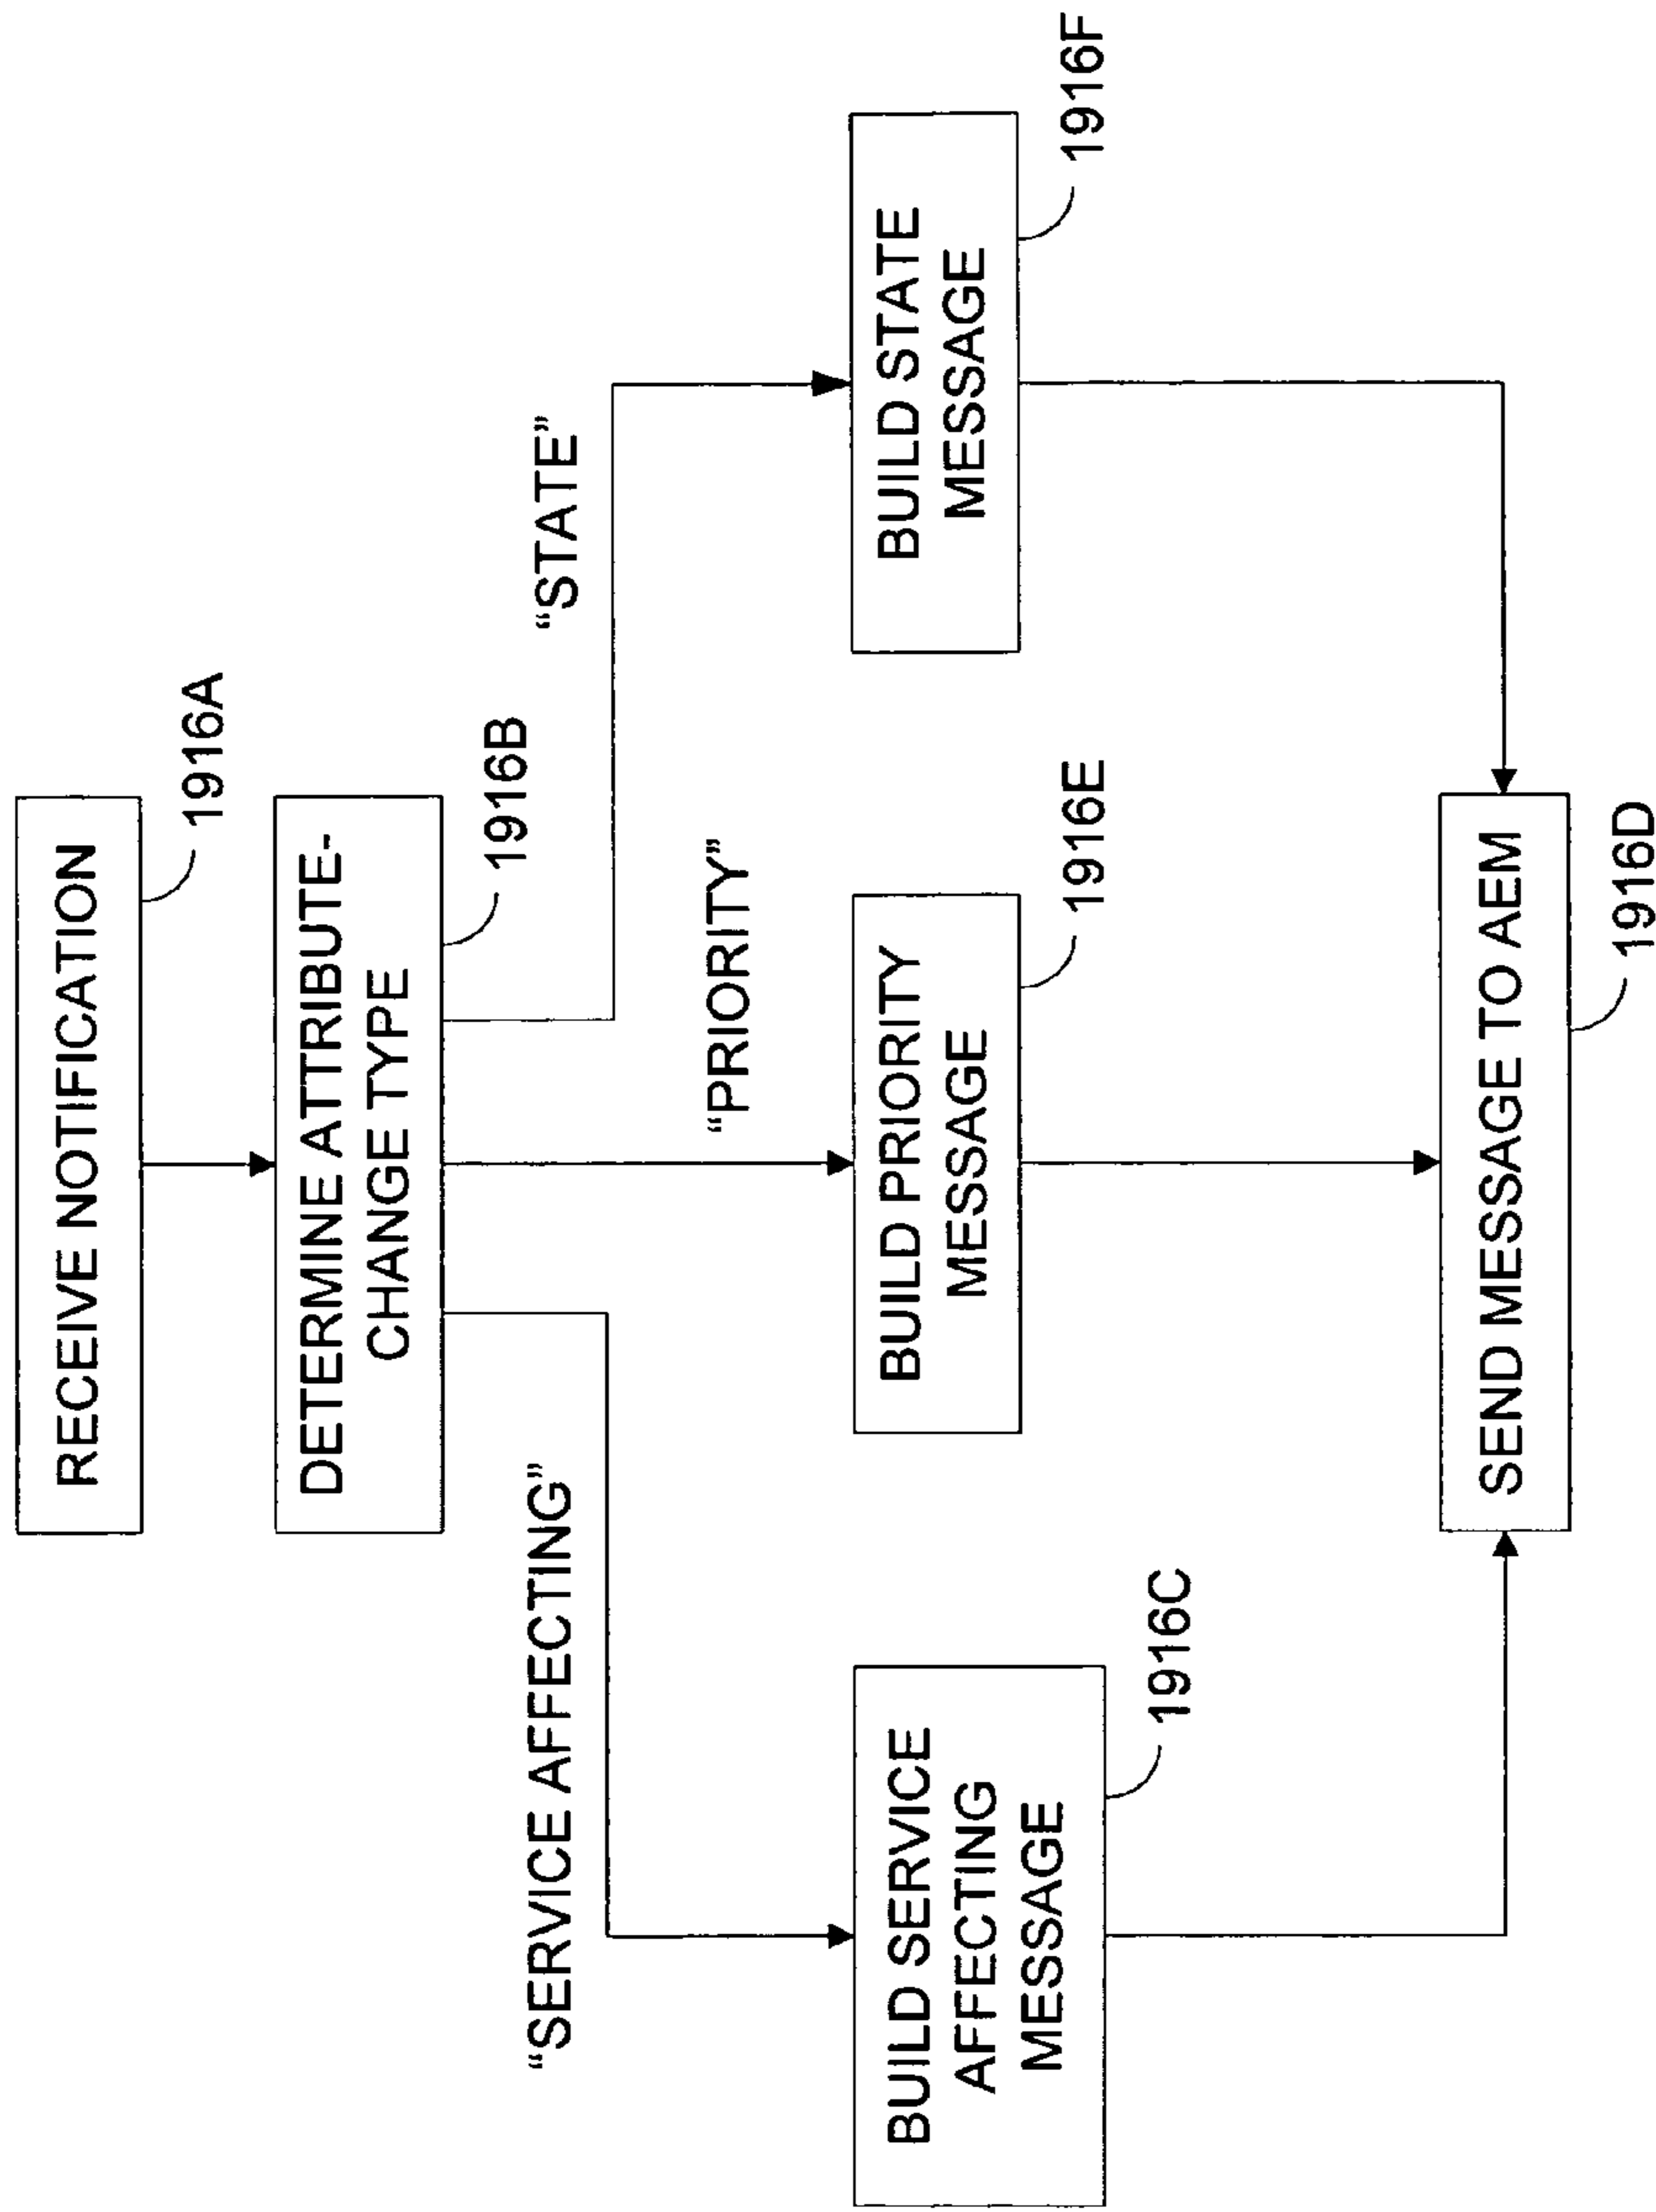 RECEIVE NOTIFICATION
1916A
DETERMINE ATTRIBUTE-
CHANGE TYPE
1916B
“SERVICE AFFECTING”
“PRIORITY”
“STATE”
BUILD SERVICE
AFFECTING
MESSAGE
1916C
BUILD PRIORITY
MESSAGE
1916E
BUILD STATE
MESSAGE
1916F
SEND MESSAGE TO AEM
1916D